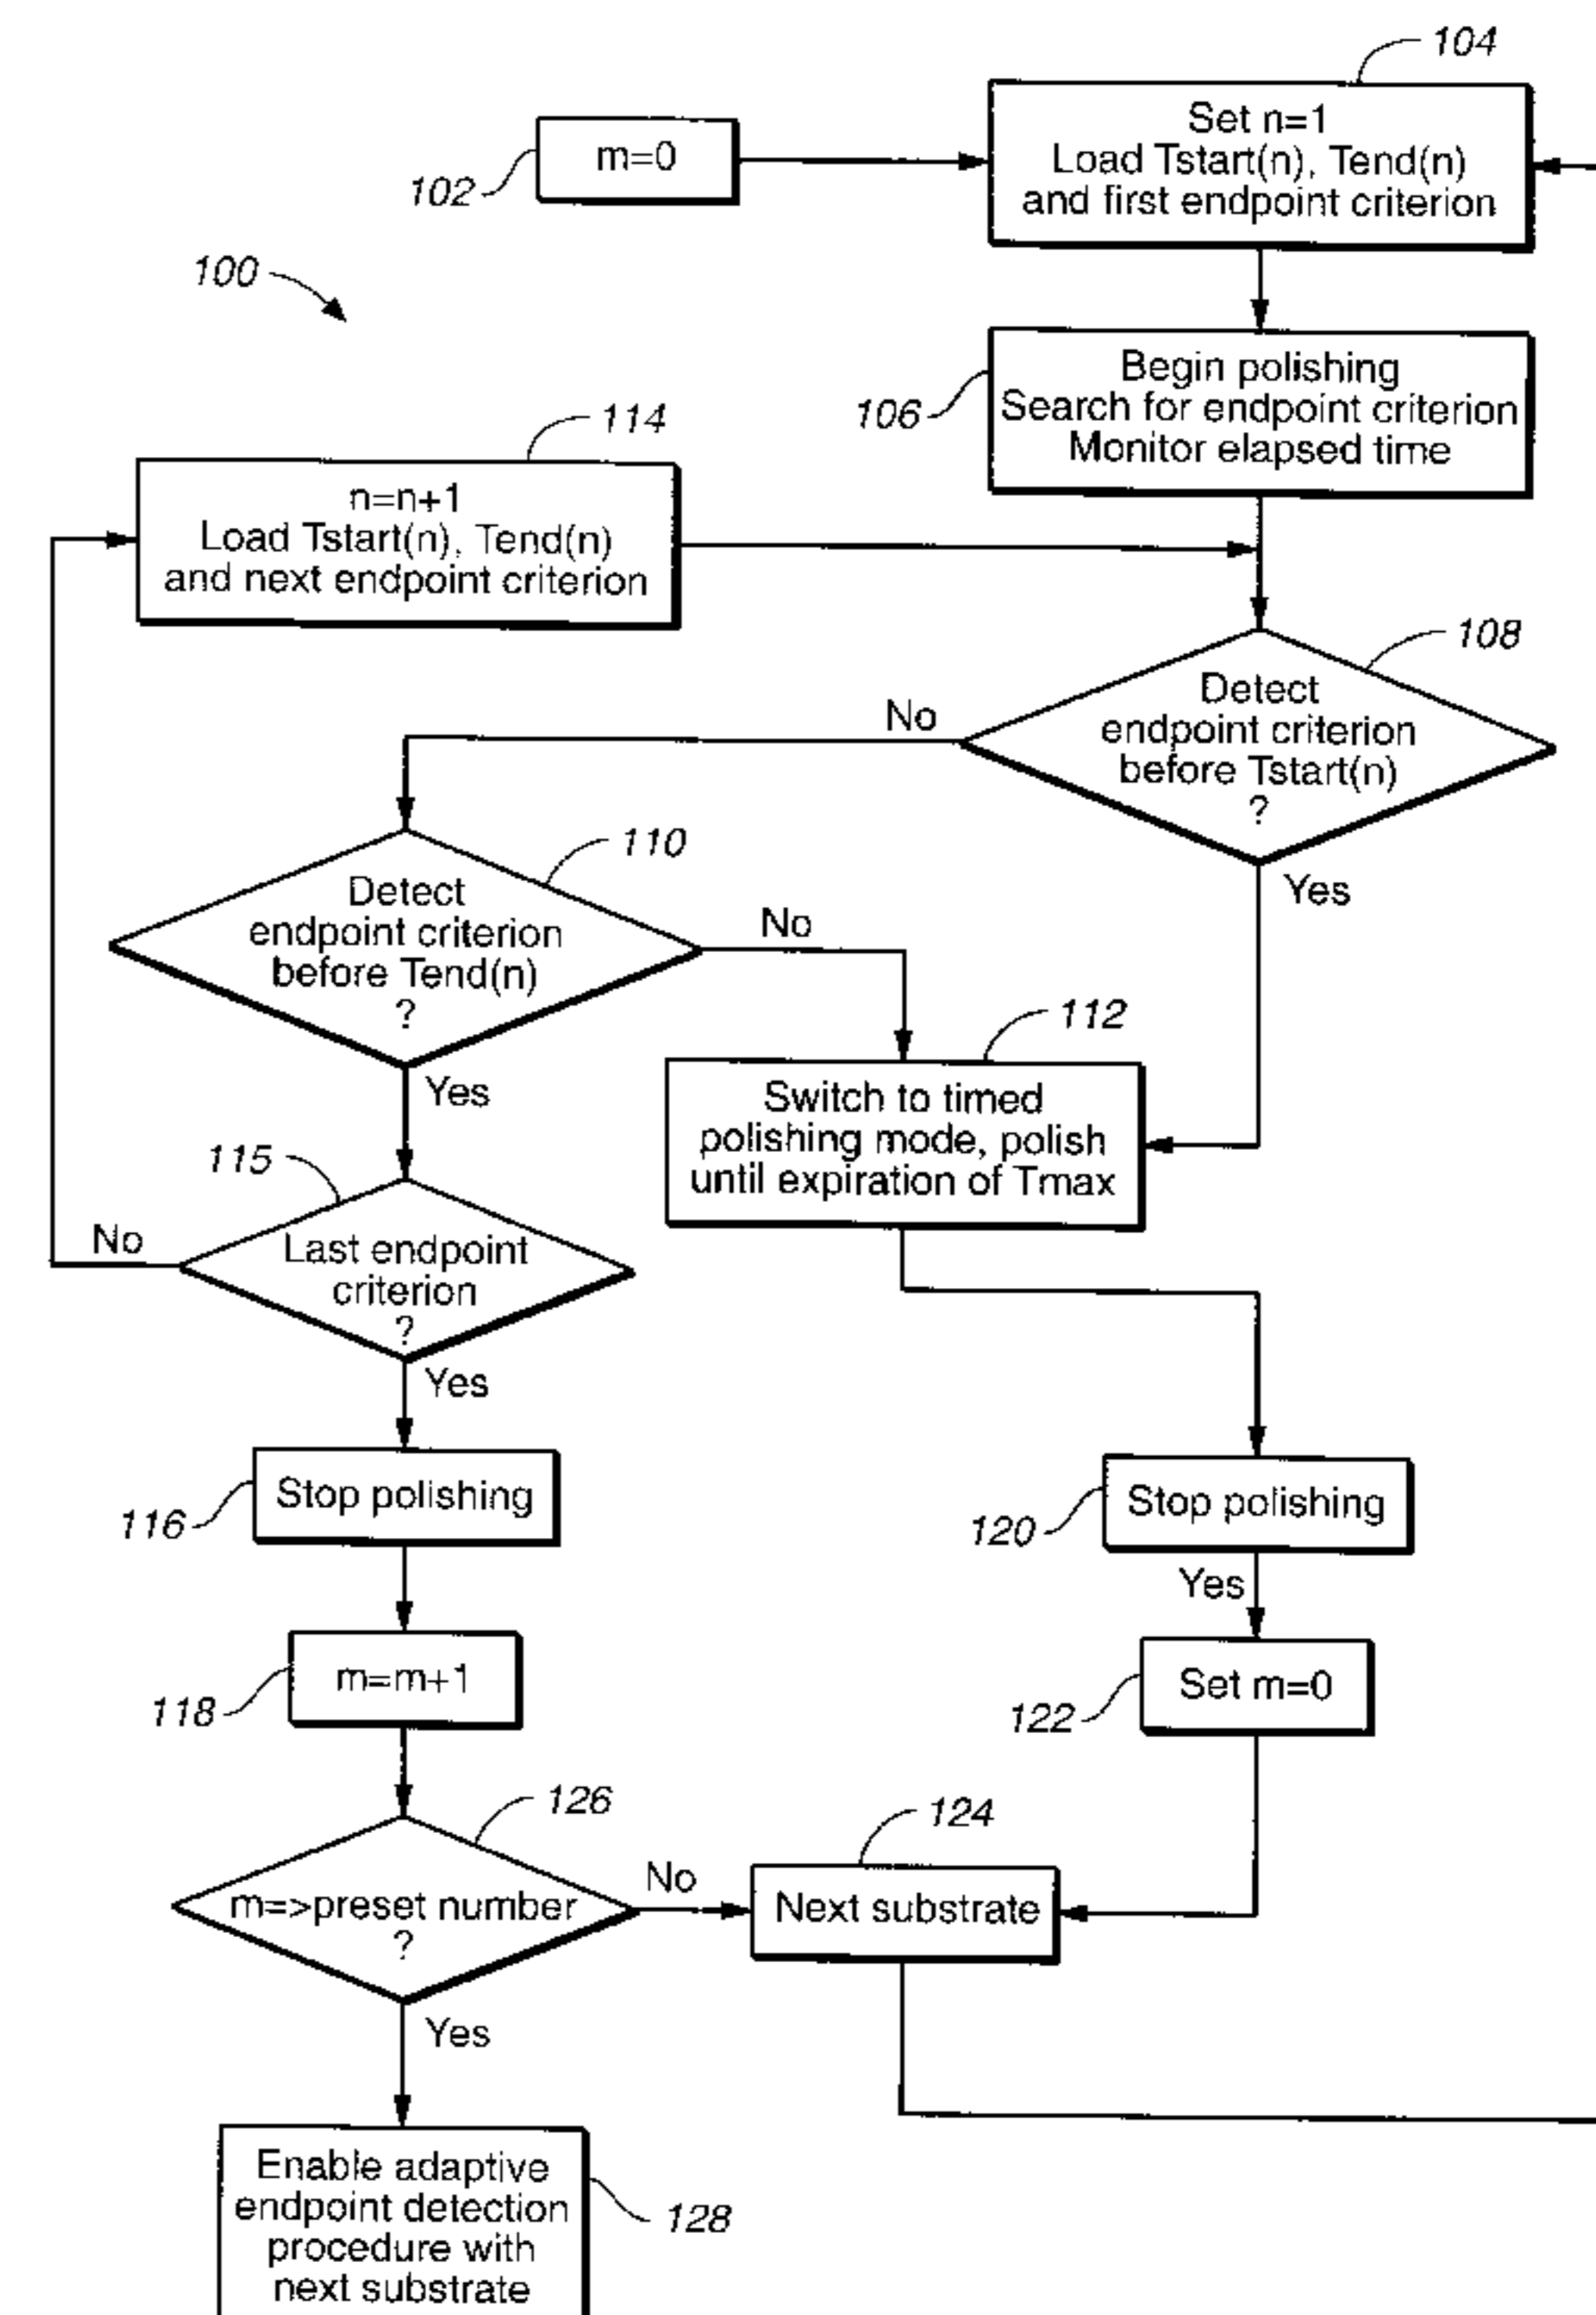 104
Set n=1
Load Tstart(n), Tend(n)
and first endpoint criterion
m=0
102
100
106
Begin polishing
Search for endpoint criterion
Monitor elapsed time
114
n=n+1
Load Tstart(n), Tend(n)
and next endpoint criterion
108
Detect
endpoint criterion
before Tstart(n)
?
No
Yes
110
Detect
endpoint criterion
before Tend(n)
?
No
Yes
112
Switch to timed
polishing mode, polish
until expiration of Tmax
115
Last endpoint
criterion
?
No
Yes
116
Stop polishing
120
Stop polishing
Yes
118
m=m+1
122
Set m=0
126
m=>preset number
?
No
Yes
124
Next substrate
Enable adaptive
endpoint detection
procedure with
next substrate
128